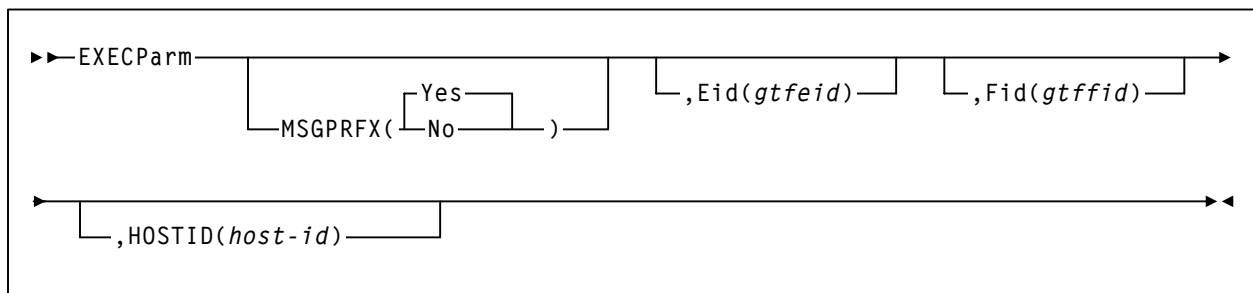 EXECParm
MSGPRFX(
Yes
No
)
,Eid(gtfeid)
,Fid(gtffid)
,HOSTID(host-id)